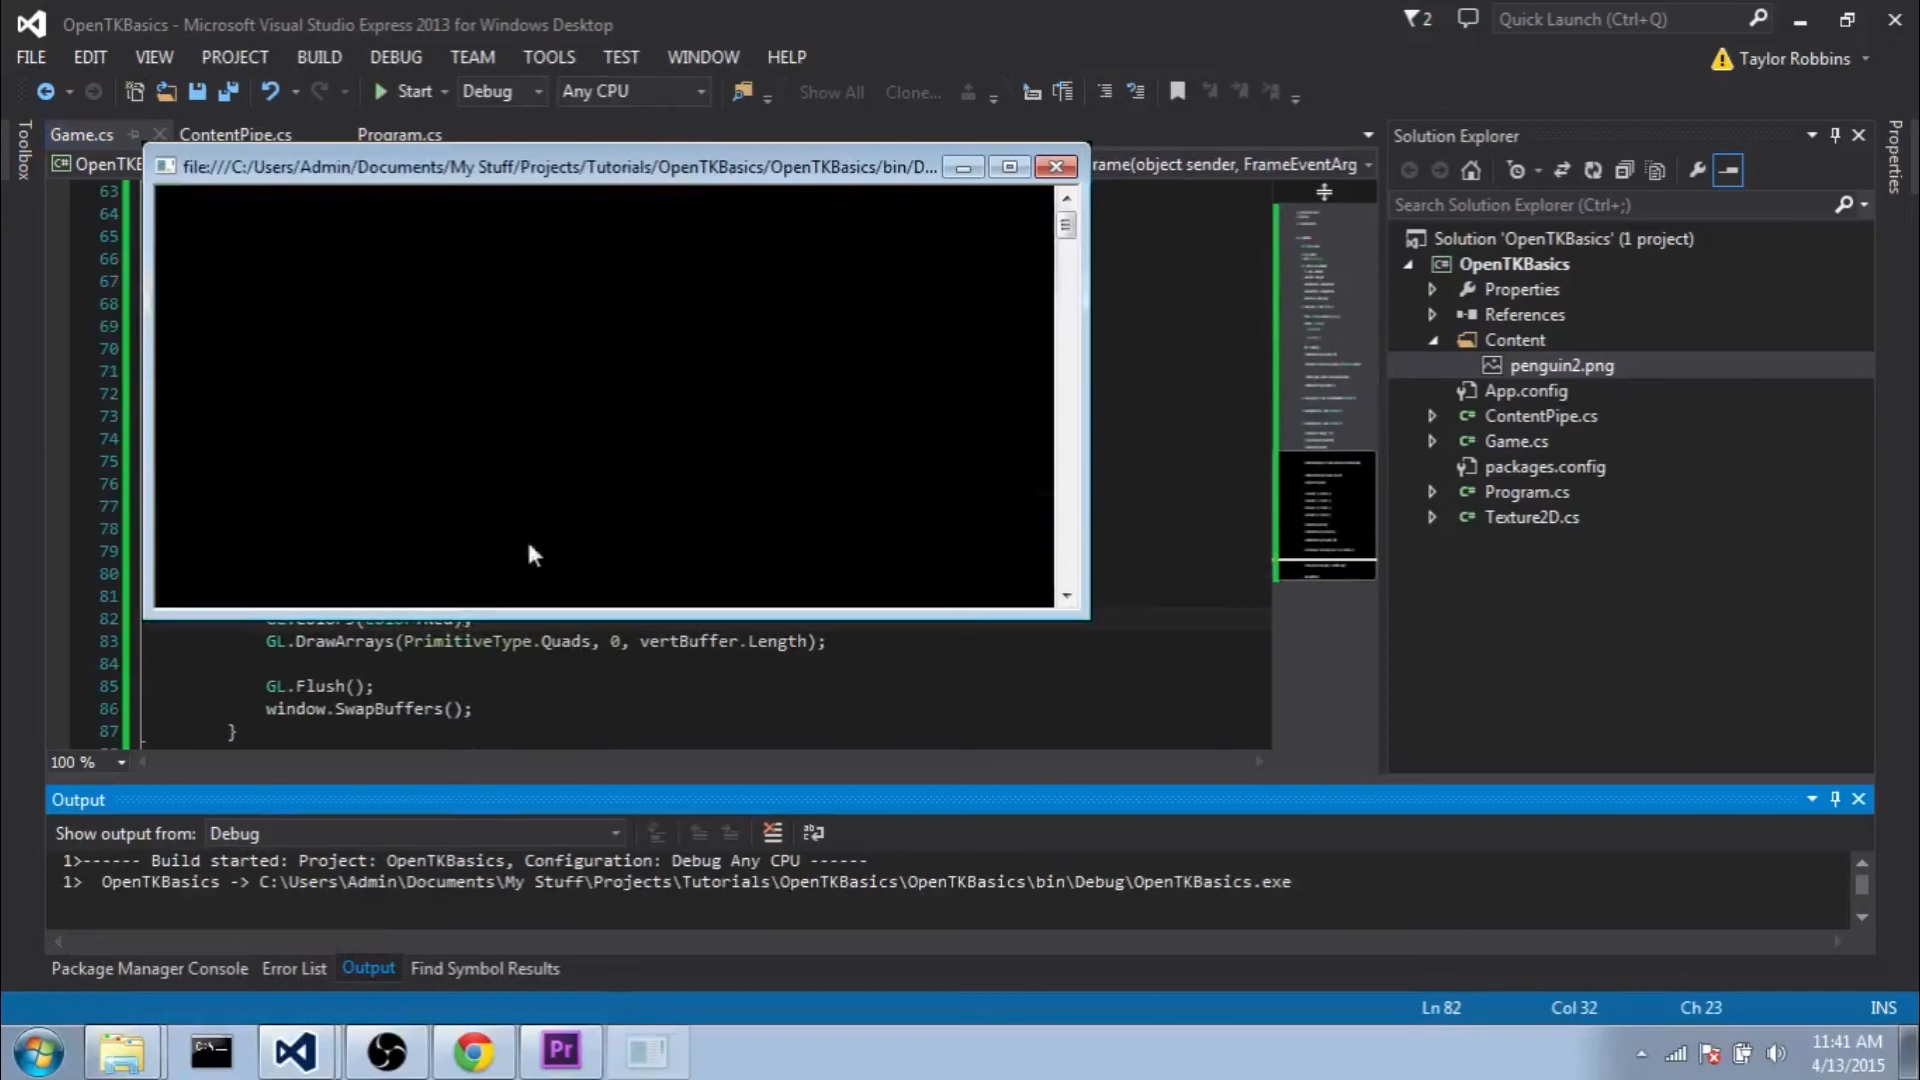 OpenTKBasics - Microsoft Visual Studio Express 2013 for Windows Desktop
2
Quick Launch (Ctrl+Q)
FILE EDIT VIEW PROJECT BUILD DEBUG TEAM TOOLS TEST WINDOW HELP
Taylor Robbins
Start Debug Any CPU Show All Clone...
Toolbox
Game.cs ContentPipe.cs Program.cs
OpenTKE
file:///C:/Users/Admin/Documents/My Stuff/Projects/Tutorials/OpenTKBasics/OpenTKBasics/bin/D...
rame(object sender, FrameEventArg
63
64
65
66
67
68
69
70
71
72
73
74
75
76
77
78
79
80
81
82
83 GL.DrawArrays(PrimitiveType.Quads, 0, vertBuffer.Length);
84
85 GL.Flush();
86 window.SwapBuffers();
87 }
100 %
Solution Explorer
Search Solution Explorer (Ctrl+;)
Solution 'OpenTKBasics' (1 project)
C# OpenTKBasics
Properties
References
Content
penguin2.png
App.config
C# ContentPipe.cs
C# Game.cs
packages.config
C# Program.cs
C# Texture2D.cs
Properties
Output
Show output from: Debug
1>------ Build started: Project: OpenTKBasics, Configuration: Debug Any CPU ------
1> OpenTKBasics -> C:\Users\Admin\Documents\My Stuff\Projects\Tutorials\OpenTKBasics\OpenTKBasics\bin\Debug\OpenTKBasics.exe
Package Manager Console Error List Output Find Symbol Results
Ln 82 Col 32 Ch 23 INS
Pr
11:41 AM
4/13/2015